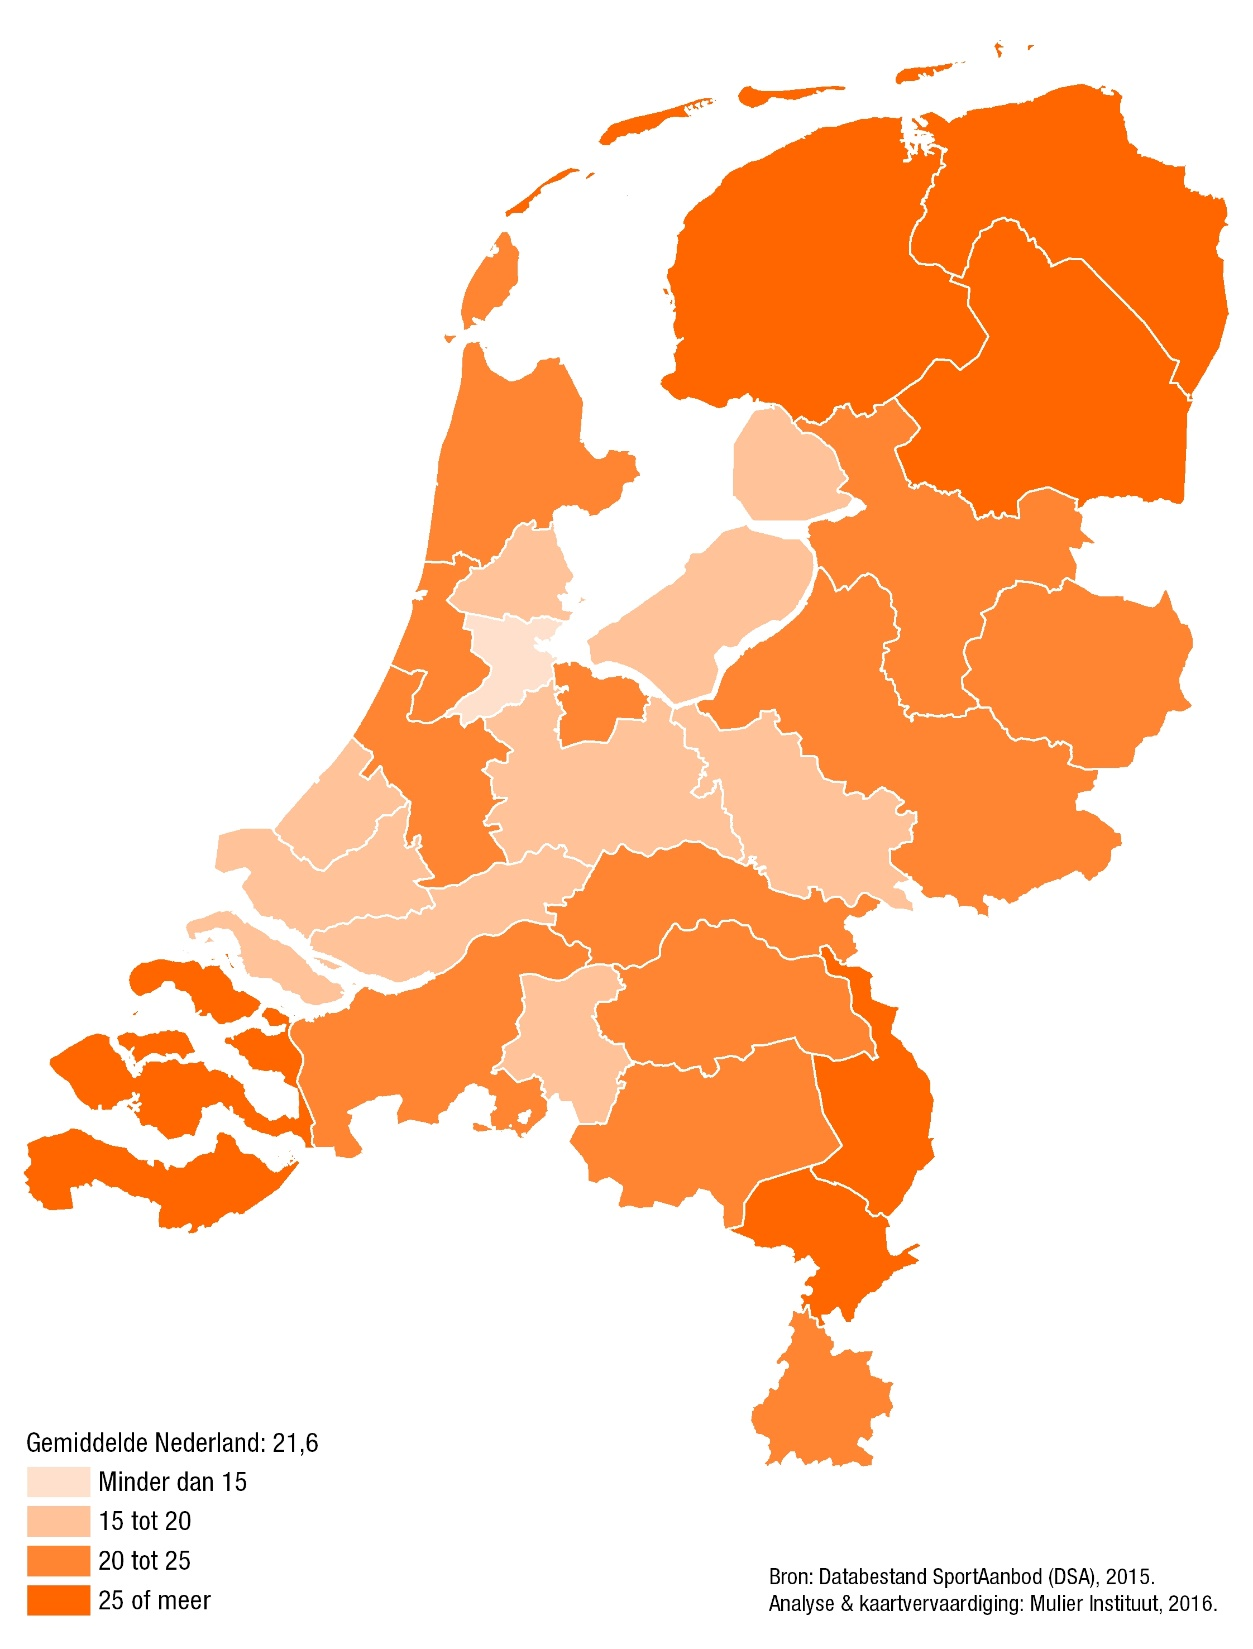 Gemiddelde Nederland: 21,6
Minder dan 15
15 tot 20
20 tot 25
25 of meer
Bron: Databestand SportAanbod (DSA), 2015.
Analyse & kaartvervaardiging: Mulier Instituut, 2016.